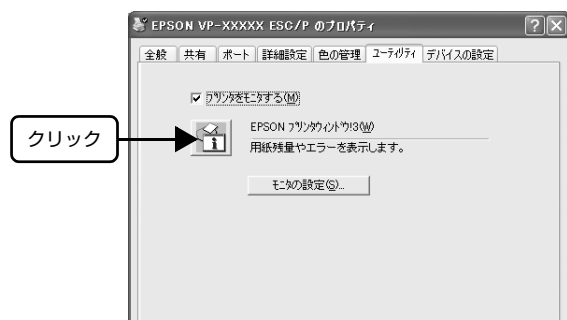 EPSON VP-XXXXX ESC/P のプロパティ
全般 共有 ポート 詳細設定 色の管理 ユーティリティ デバイスの設定
プリンタをモニタする(M)
クリック
EPSON プリンタウィンドウ!3(W)
用紙残量やエラーを表示します。
モニタの設定(S)...